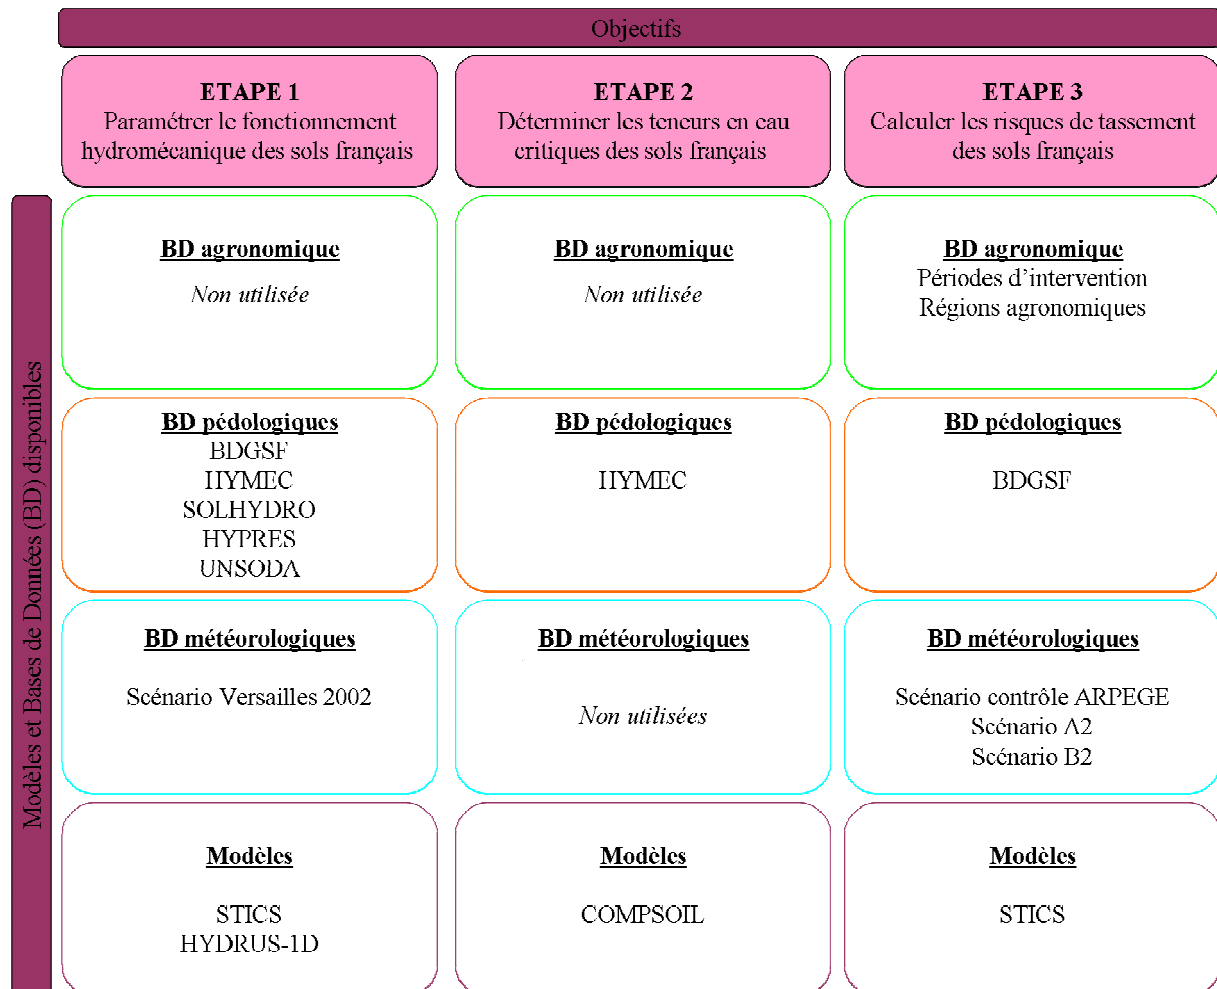 Objectifs
ETAPE 1
Paramétrer le fonctionnement
hydromécanique des sols français
ETAPE 2
Déterminer les teneurs en eau
critiques des sols français
ETAPE 3
Calculer les risques de tassement
des sols français
Modèles et Bases de Données (BD) disponibles
BD agronomique
Non utilisée
BD agronomique
Non utilisée
BD agronomique
Périodes d’intervention
Régions agronomiques
BD pédologiques
BDGSF
HYMEC
SOLHYDRO
HYPRES
UNSODA
BD pédologiques
HYMEC
BD pédologiques
BDGSF
BD météorologiques
Scénario Versailles 2002
BD météorologiques
Non utilisées
BD météorologiques
Scénario contrôle ARPEGE
Scénario A2
Scénario B2
Modèles
STICS
HYDRUS-1D
Modèles
COMPSOIL
Modèles
STICS